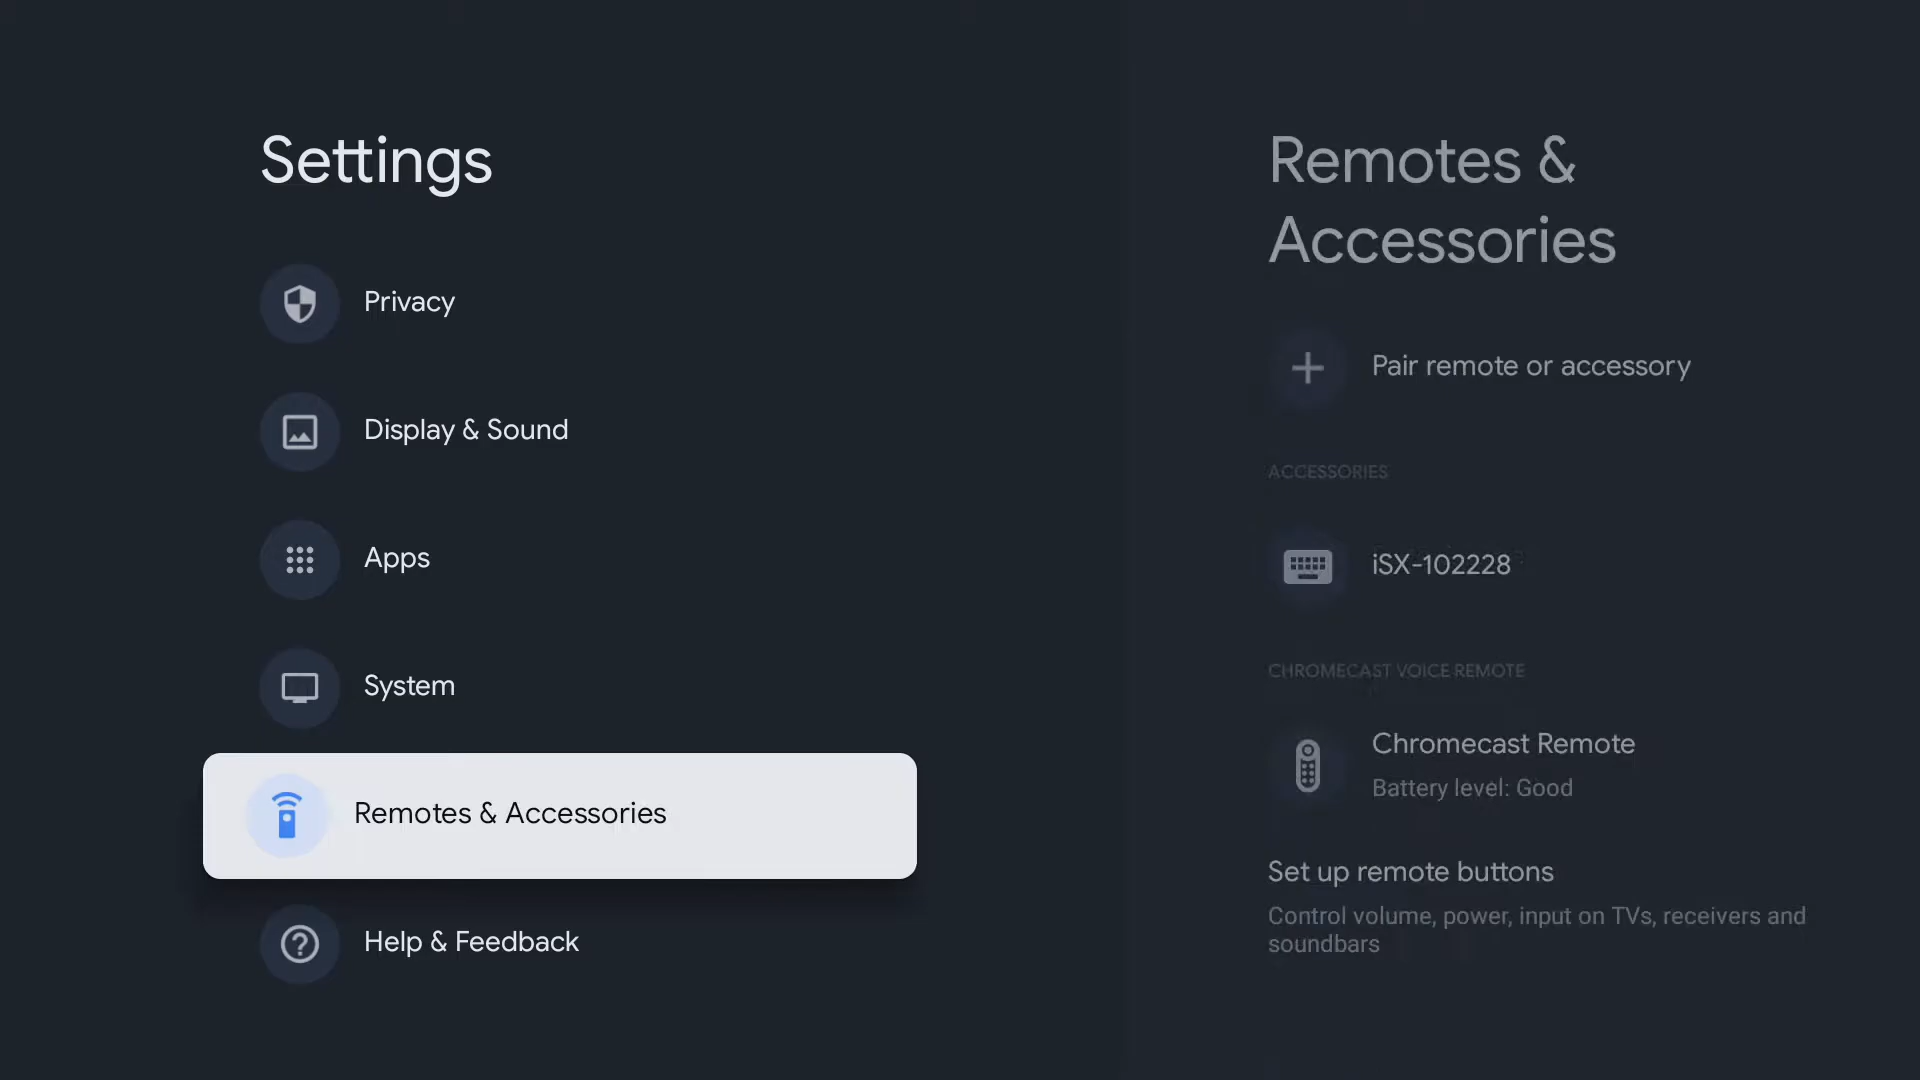 Settings
Privacy
Display & Sound
Apps
System
Remotes & Accessories
Help & Feedback
Remotes &
Accessories
Pair remote or accessory
ACCESSORIES
iSX-102228
CHROMECAST VOICE REMOTE
Chromecast Remote
Battery level: Good
Set up remote buttons
Control volume, power, input on TVs, receivers and
soundbars